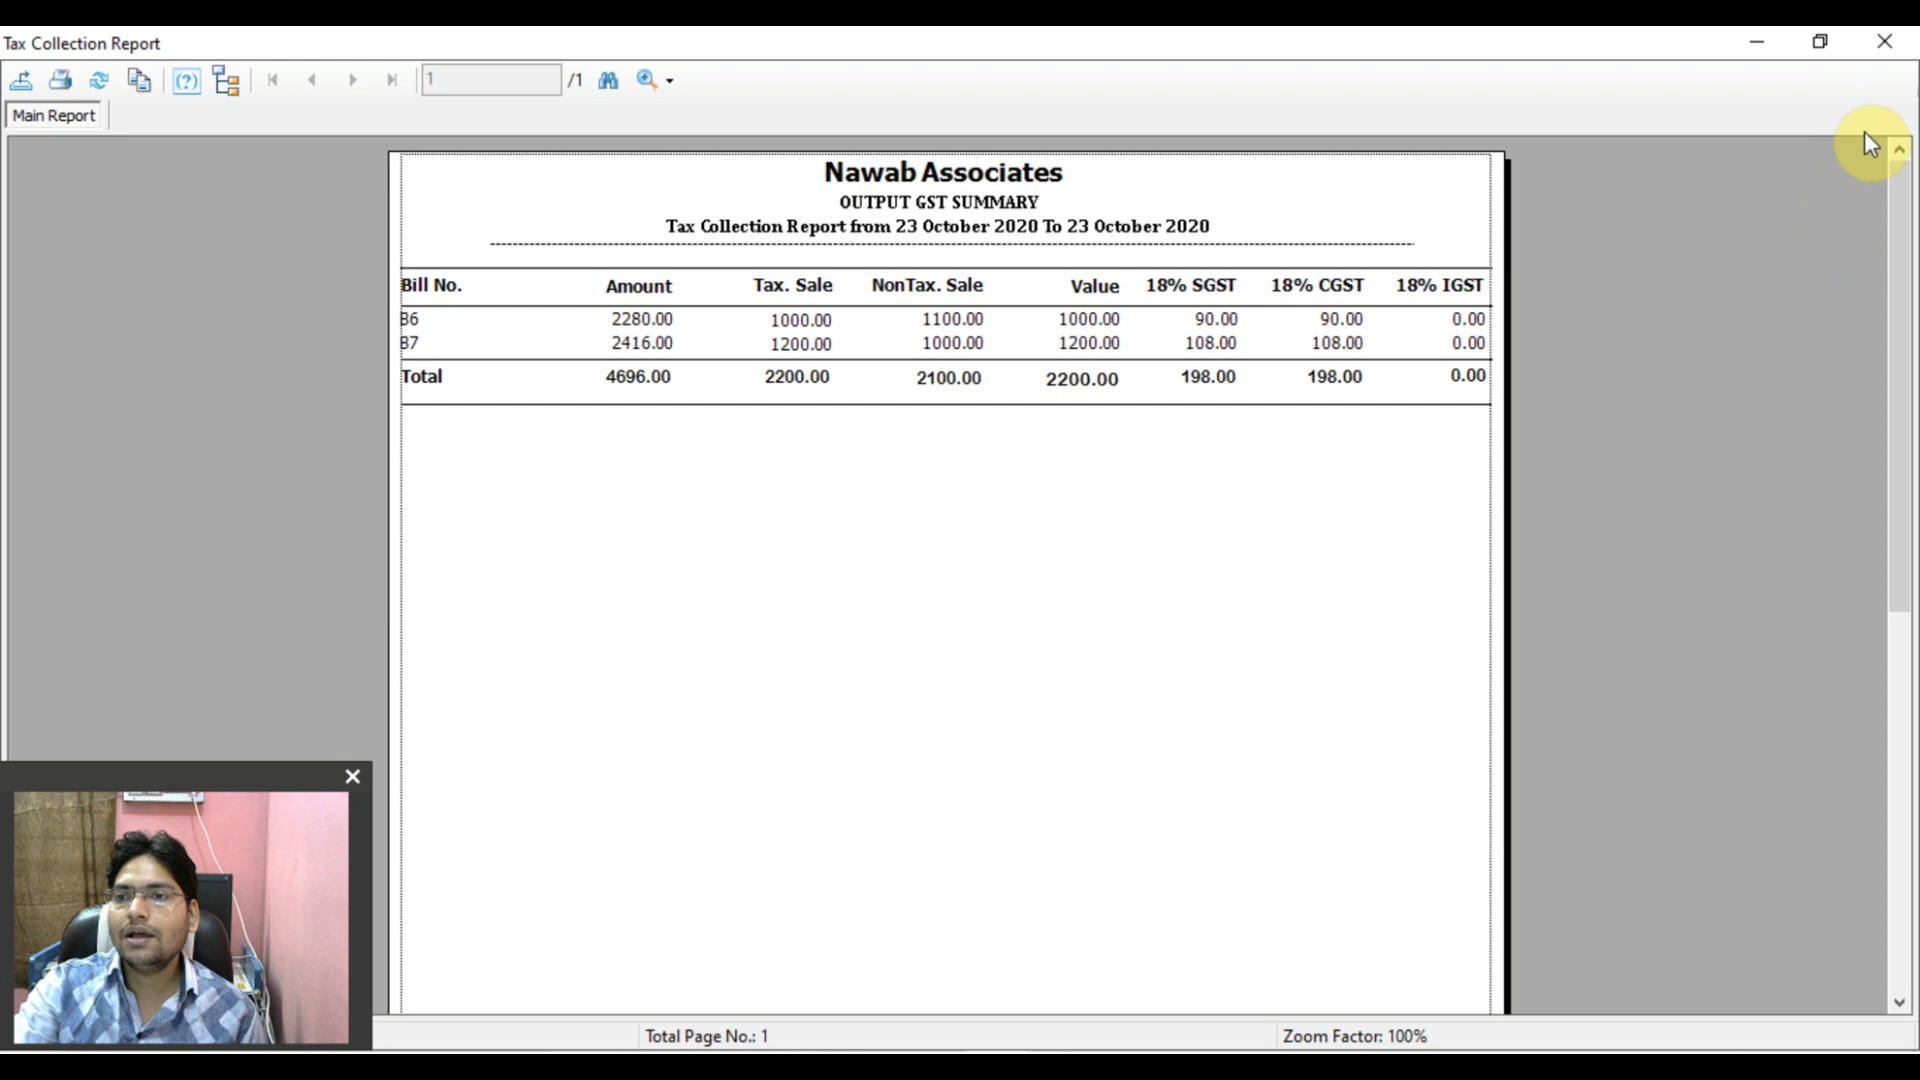 Tax Collection Report
1 /1
Main Report
Nawab Associates
OUTPUT GST SUMMARY
Tax Collection Report from 23 October 2020 To 23 October 2020
Bill No. Amount Tax. Sale NonTax. Sale Value 18% SGST 18% CGST 18% IGST
B6 2280.00 1000.00 1100.00 1000.00 90.00 90.00 0.00
B7 2416.00 1200.00 1000.00 1200.00 108.00 108.00 0.00
Total 4696.00 2200.00 2100.00 2200.00 198.00 198.00 0.00
Total Page No.: 1 Zoom Factor: 100%